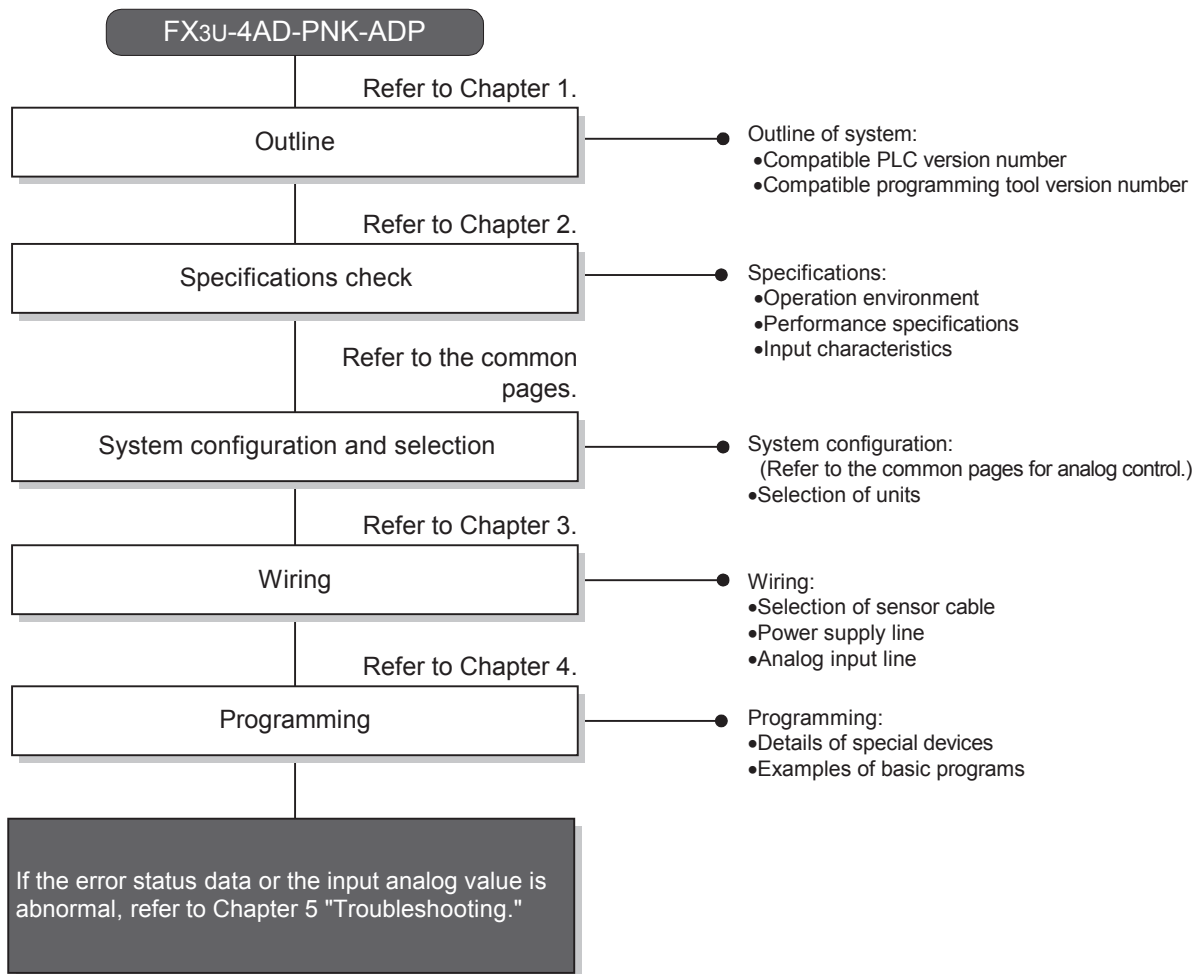 FX3U-4AD-PNK-ADP
Refer to Chapter 1.
Outline
Outline of system:
•Compatible PLC version number
•Compatible programming tool version number
Refer to Chapter 2.
Specifications check
Specifications:
•Operation environment
•Performance specifications
•Input characteristics
Refer to the common
pages.
System configuration and selection
System configuration:
(Refer to the common pages for analog control.)
•Selection of units
Refer to Chapter 3.
Wiring
Wiring:
•Selection of sensor cable
•Power supply line
•Analog input line
Refer to Chapter 4.
Programming
Programming:
•Details of special devices
•Examples of basic programs
If the error status data or the input analog value is
abnormal, refer to Chapter 5 "Troubleshooting."